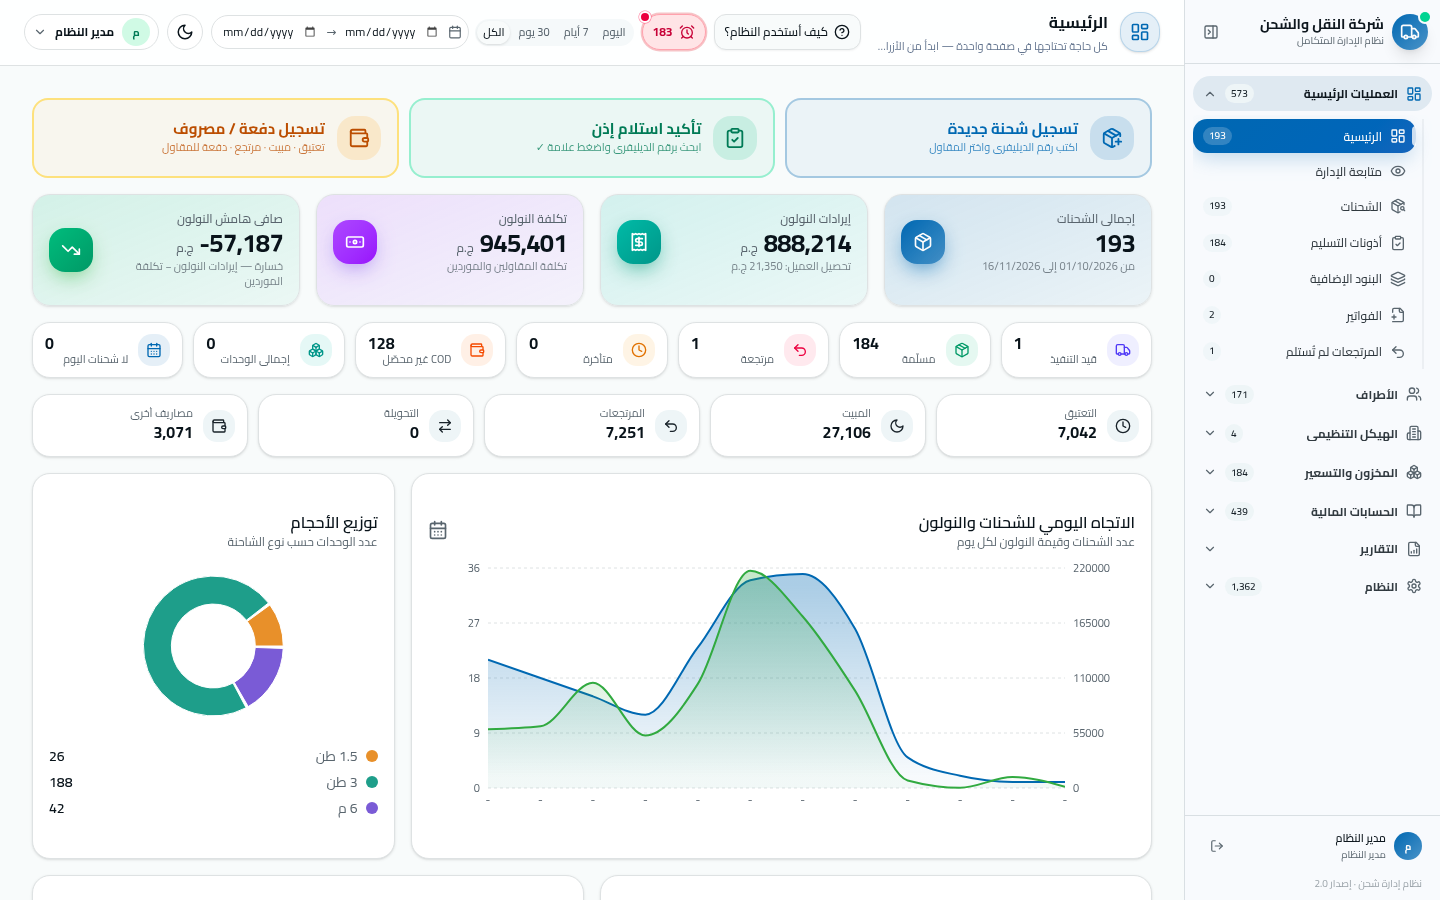 شركة النقل والشحن
نظام الإدارة المتكامل
العمليات الرئيسية 573
الرئيسية 193
متابعة الإدارة
الشحنات 193
أذونات التسليم 184
البنود الإضافية 0
الفواتير 2
المرتجعات لم تُستلم 1
الأطراف 171
الهيكل التنظيمى 4
المخزون والتسعير 184
الحسابات المالية 439
التقارير
النظام 1,362
م
مدير النظام
مدير النظام
نظام إدارة شحن · إصدار 2.0
الرئيسية
كل حاجة تحتاجها في صفحة واحدة — ابدأ من الأزرا...
كيف أستخدم النظام؟
183
اليوم 7 أيام 30 يوم الكل
mm/dd/yyyy → mm/dd/yyyy
م مدير النظام
تسجيل شحنة جديدة
اكتب رقم الديليفرى واختر المقاول
تأكيد استلام إذن
ابحث برقم الديليفرى واضغط علامة ✓
تسجيل دفعة / مصروف
تعتيق · مبيت · مرتجع · دفعة للمقاول
إجمالى الشحنات
193
من 01/10/2026 إلى 16/11/2026
إيرادات النولون
888,214 ج.م
تحصيل العميل: 21,350 ج.م
تكلفة النولون
945,401 ج.م
تكلفة المقاولين والموردين
صافى هامش النولون
-57,187 ج.م
خسارة — إيرادات النولون − تكلفة
الموردين
1
قيد التنفيذ
184
مسلّمة
1
مرتجعة
0
متأخرة
128
COD غير محصّل
0
إجمالى الوحدات
0
لا شحنات اليوم
التعتيق
7,042
المبيت
27,106
المرتجعات
7,251
التحويلة
0
مصاريف أخرى
3,071
الاتجاه اليومي للشحنات والنولون
عدد الشحنات وقيمة النولون لكل يوم
36
27
18
9
0
220000
165000
110000
55000
0
- - - - - - - - - - - -
توزيع الأحجام
عدد الوحدات حسب نوع الشاحنة
1.5 طن 26
3 طن 188
6 م 42